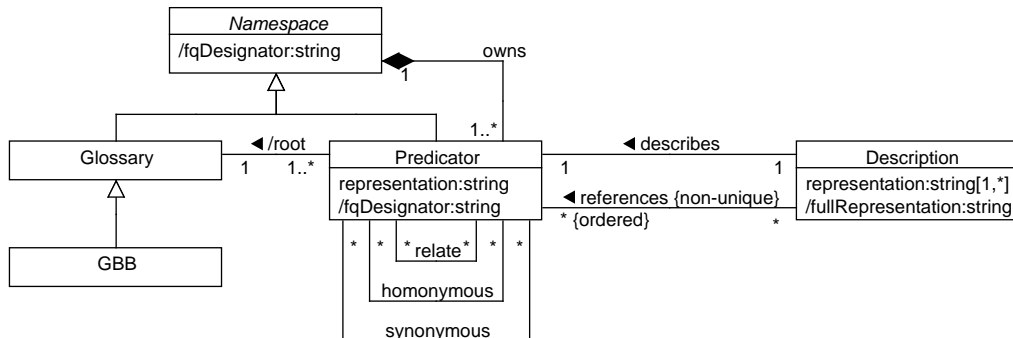 Namespace
/fqDesignator:string
owns
1
1..*
◄ /root
1
1..*
Glossary
Predicator
representation:string
/fqDesignator:string
◄ describes
1
1
Description
representation:string[1,*]
/fullRepresentation:string
◄ references {non-unique}
* {ordered}
*
GBB
* * * relate * * *
homonymous
synonymous